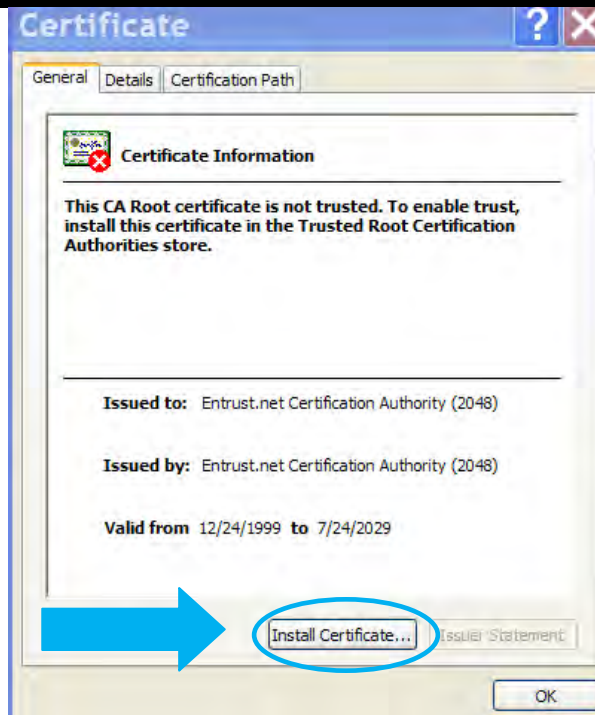 Certificate
General Details Certification Path
Certificate Information
This CA Root certificate is not trusted. To enable trust,
install this certificate in the Trusted Root Certification
Authorities store.
Issued to: Entrust.net Certification Authority (2048)
Issued by: Entrust.net Certification Authority (2048)
Valid from 12/24/1999 to 7/24/2029
Install Certificate... Issuer Statement
OK